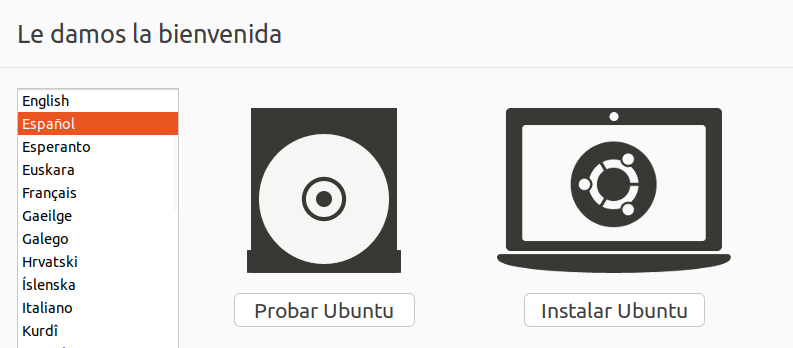 Le damos la bienvenida
English
Español
Esperanto
Euskara
Français
Gaeilge
Galego
Hrvatski
Íslenska
Italiano
Kurdî
Probar Ubuntu
Instalar Ubuntu